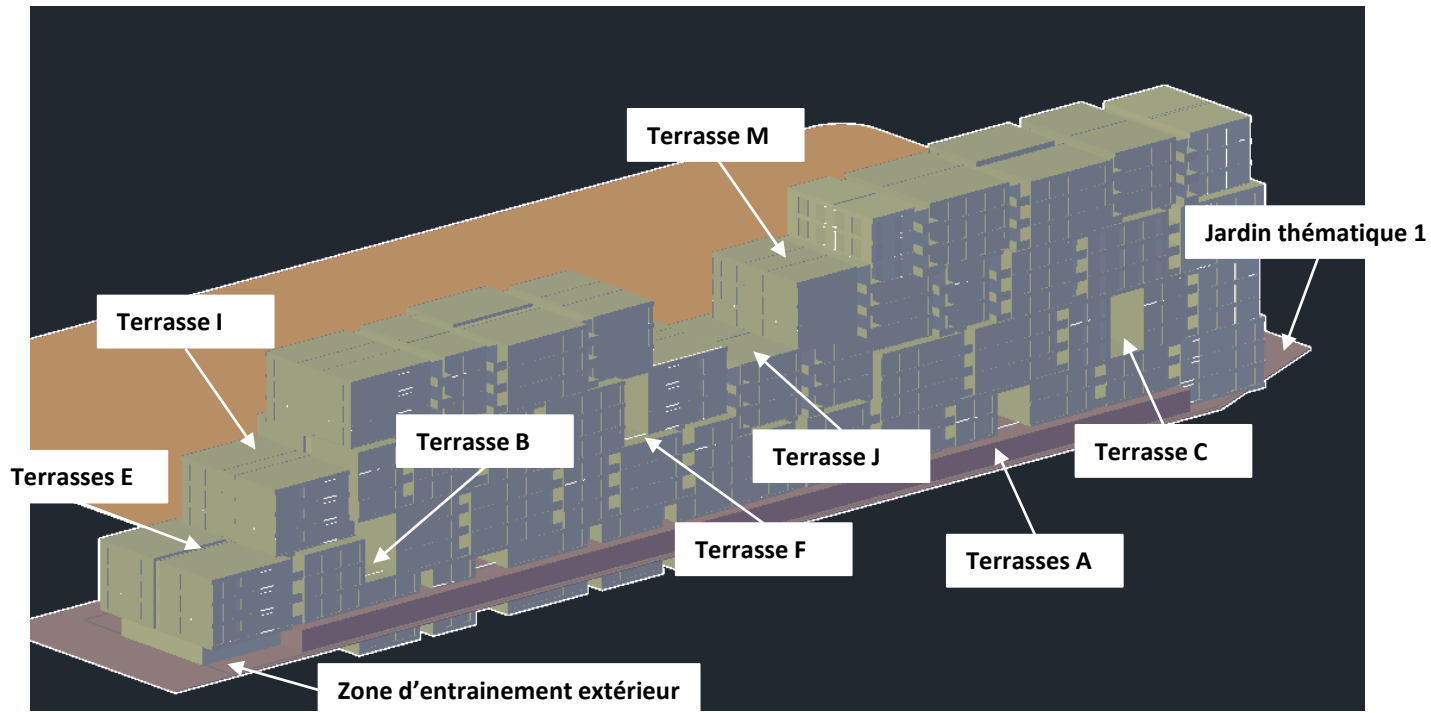 Terrasse M
Jardin thématique 1
Terrasse I
Terrasse B
Terrasse J
Terrasse C
Terrasses E
Terrasse F
Terrasses A
Zone d’entrainement extérieur